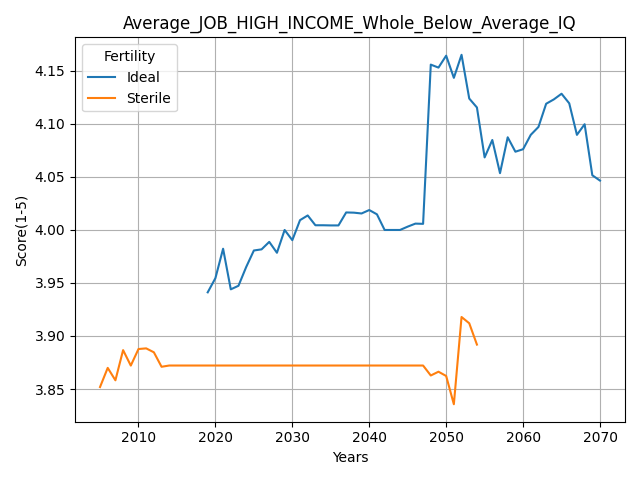 Average_JOB_HIGH_INCOME_Whole_Below_Average_IQ
Fertility
Ideal
Sterile
4.15
4.10
4.05
4.00
3.95
3.90
3.85
Score(1-5)
2010 2020 2030 2040 2050 2060 2070
Years